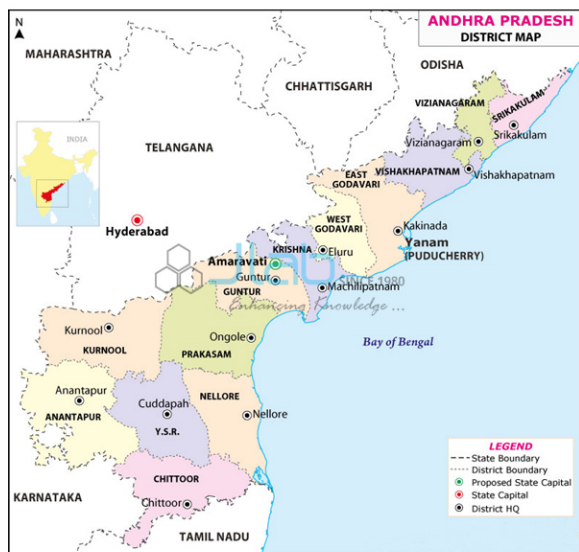 N
ANDHRA PRADESH
DISTRICT MAP
MAHARASHTRA
ODISHA
CHHATTISGARH
VIZIANAGARAM
SRIKAKULAM
Srikakulam
Vizianagaram
INDIA
TELANGANA
VISHAKHAPATNAM
Vishakhapatnam
EAST
GODAVARI
WEST
GODAVARI
Hyderabad
Kakinada
Yanam
(PUDUCHERRY)
KRISHNA
Eluru
Amaravati
Jlab
SINCE 1980
Guntur
GUNTUR
Machilipatnam
Enhancing Knowledge ...
Kurnool
KURNOOL
Ongole
PRAKASAM
Bay of Bengal
Anantapur
ANANTAPUR
Cuddapah
Y.S.R.
NELLORE
Nellore
CHITTOOR
Chittoor
KARNATAKA
TAMIL NADU
LEGEND
State Boundary
District Boundary
Proposed State Capital
State Capital
District HQ